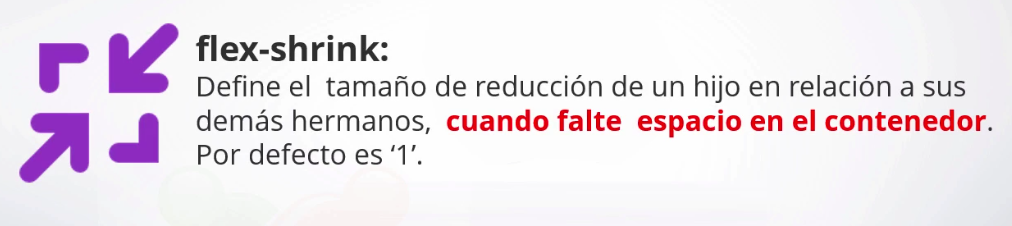 flex-shrink:
Define el tamaño de reducción de un hijo en relación a sus
demás hermanos, cuando falte espacio en el contenedor.
Por defecto es ‘1’.